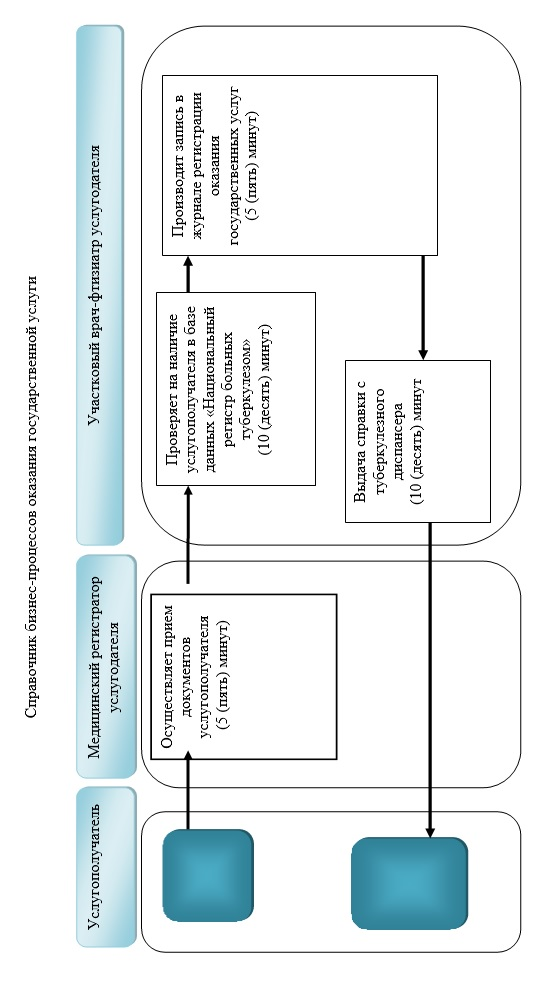 Справочник бизнес-процессов оказания государственной услуги
Услугополучатель
Медицинский регистратор
услугодателя
Участковый врач-фтизиатр услугодателя
Осуществляет прием
документов
услугополучателя
(5 (пять) минут)
Проверяет на наличие
услугополучателя в базе
данных «Национальный
регистр больных
туберкулезом»
(10 (десять) минут)
Производит запись в
журнале регистрации
оказания
государственных услуг
(5 (пять) минут)
Выдача справки с
туберкулезного
диспансера
(10 (десять) минут